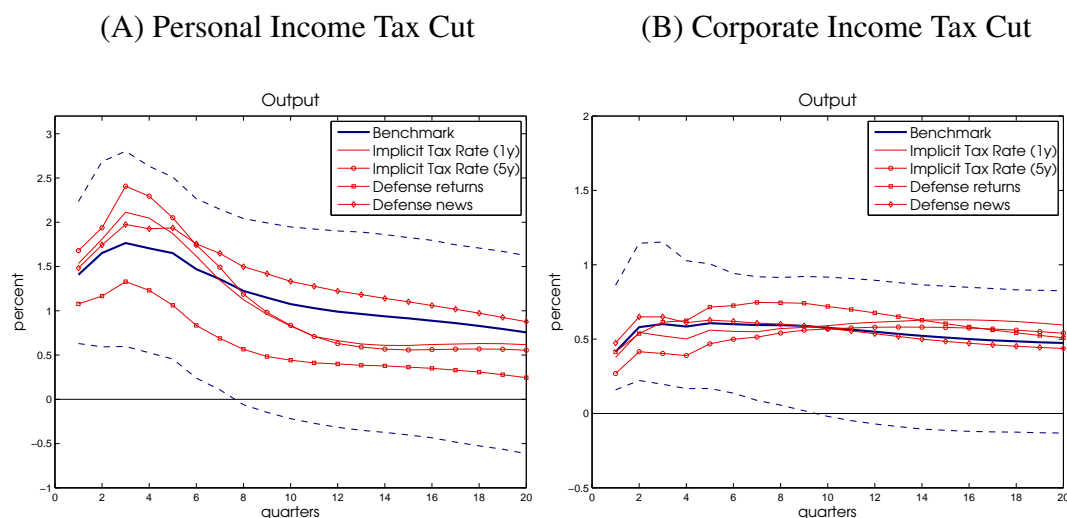 (A) Personal Income Tax Cut
(B) Corporate Income Tax Cut
Output
Benchmark
Implicit Tax Rate (1y)
Implicit Tax Rate (5y)
Defense returns
Defense news
3
2.5
2
1.5
1
0.5
0
-0.5
-1
percent
0 2 4 6 8 10 12 14 16 18 20
quarters
Output
Benchmark
Implicit Tax Rate (1y)
Implicit Tax Rate (5y)
Defense returns
Defense news
2
1.5
1
0.5
0
-0.5
percent
0 2 4 6 8 10 12 14 16 18 20
quarters